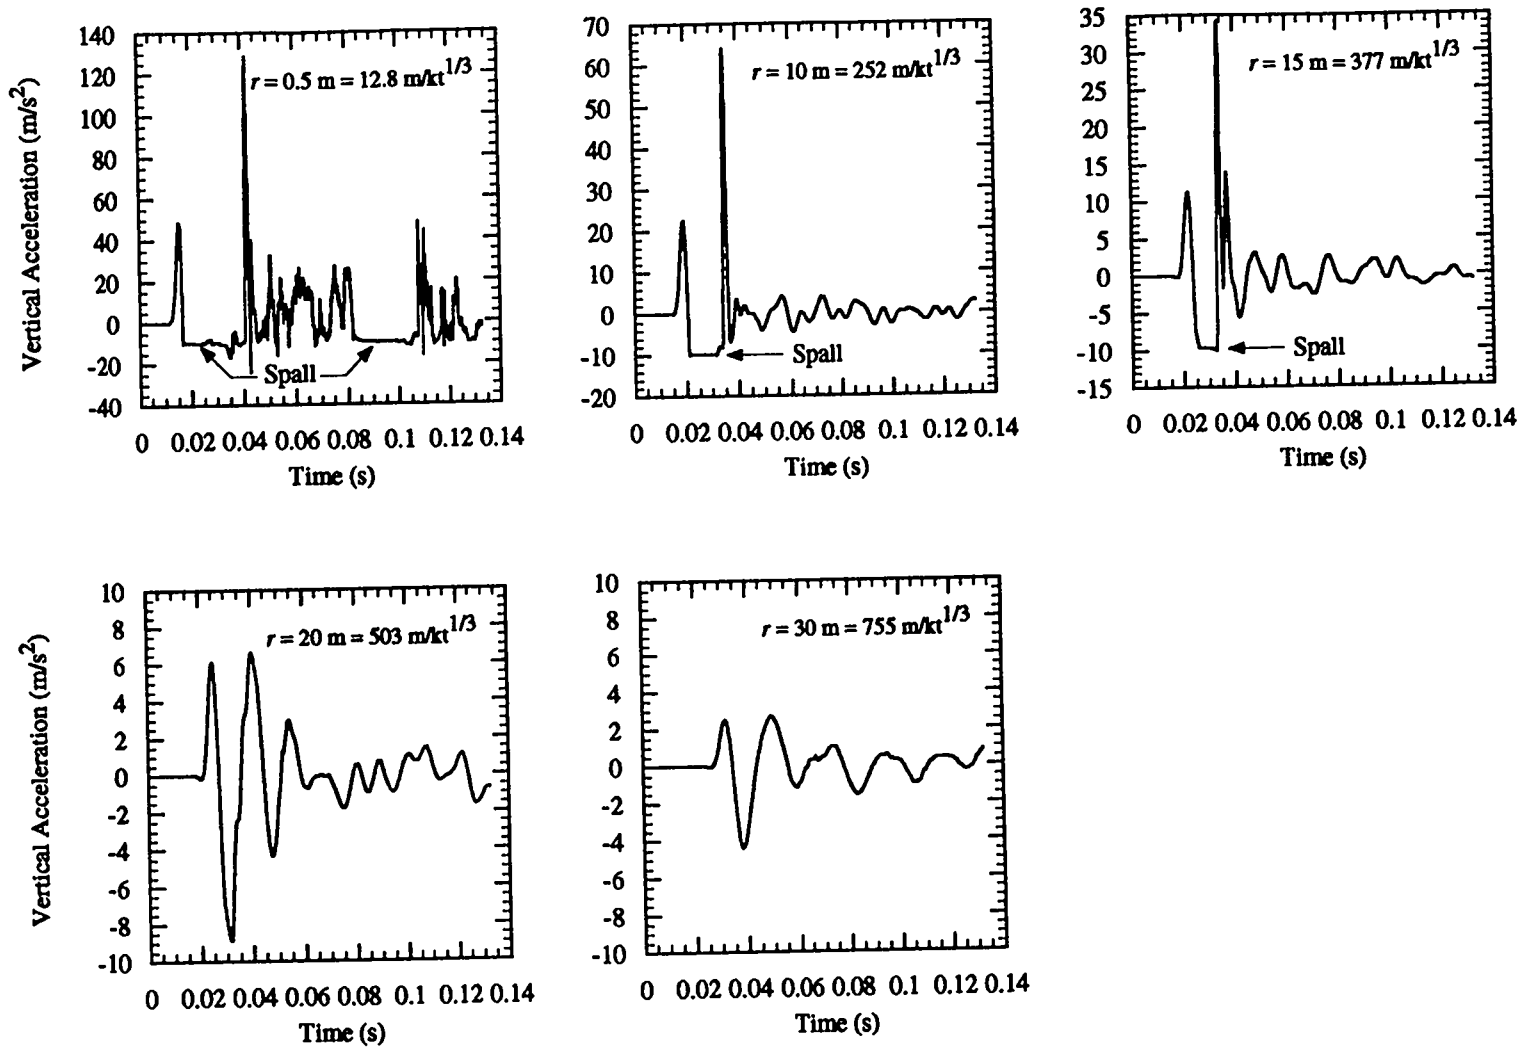 Vertical Acceleration (m/s²)
140
120
100
80
60
40
20
0
-20
-40
r = 0.5 m = 12.8 m/kt^1/3
Spall
0 0.02 0.04 0.06 0.08 0.1 0.12 0.14
Time (s)
70
60
50
40
30
20
10
0
-10
-20
r = 10 m = 252 m/kt^1/3
Spall
0 0.02 0.04 0.06 0.08 0.1 0.12 0.14
Time (s)
35
30
25
20
15
10
5
0
-5
-10
-15
r = 15 m = 377 m/kt^1/3
Spall
0 0.02 0.04 0.06 0.08 0.1 0.12 0.14
Time (s)
Vertical Acceleration (m/s²)
10
8
6
4
2
0
-2
-4
-6
-8
-10
r = 20 m = 503 m/kt^1/3
0 0.02 0.04 0.06 0.08 0.1 0.12 0.14
Time (s)
10
8
6
4
2
0
-2
-4
-6
-8
-10
r = 30 m = 755 m/kt^1/3
0 0.02 0.04 0.06 0.08 0.1 0.12 0.14
Time (s)